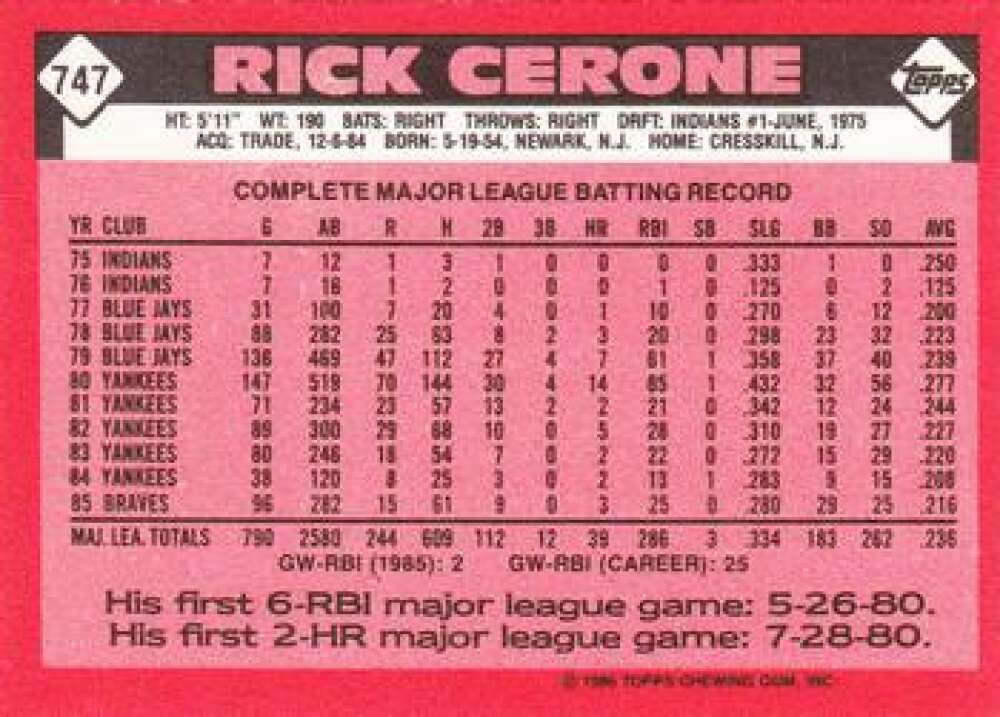 747 RICK CERONE TOPPS
HT: 5'11" WT: 190 BATS: RIGHT THROWS: RIGHT DRFT: INDIANS #1-JUNE, 1975
ACQ: TRADE, 12-6-84 BORN: 5-19-54, NEWARK, N.J. HOME: CRESSKILL, N.J.
COMPLETE MAJOR LEAGUE BATTING RECORD
YR CLUB G AB R H 2B 3B HR RBI SB SLG BB SO AVG
75 INDIANS 7 12 1 3 1 0 0 0 0 .333 1 0 .250
76 INDIANS 7 16 1 2 0 0 0 1 0 .125 0 2 .125
77 BLUE JAYS 31 100 7 20 4 0 1 10 0 .270 6 12 .200
78 BLUE JAYS 88 282 25 63 8 2 3 20 0 .298 23 32 .223
79 BLUE JAYS 136 469 47 112 27 4 7 61 1 .358 37 40 .239
80 YANKEES 147 519 70 144 30 4 14 85 1 .432 32 56 .277
81 YANKEES 71 234 23 57 13 2 2 21 0 .342 12 24 .244
82 YANKEES 89 300 29 68 10 0 5 28 0 .310 19 27 .227
83 YANKEES 80 246 18 54 7 0 2 22 0 .272 15 29 .220
84 YANKEES 38 120 8 25 3 0 2 13 1 .283 9 15 .208
85 BRAVES 96 282 15 61 9 0 3 25 0 .280 29 25 .216
MAJ. LEA. TOTALS 790 2580 244 609 112 12 39 286 3 .334 183 262 .236
GW-RBI (1985): 2 GW-RBI (CAREER): 25
His first 6-RBI major league game: 5-26-80.
His first 2-HR major league game: 7-28-80.
© 1986 TOPPS CHEWING GUM, INC